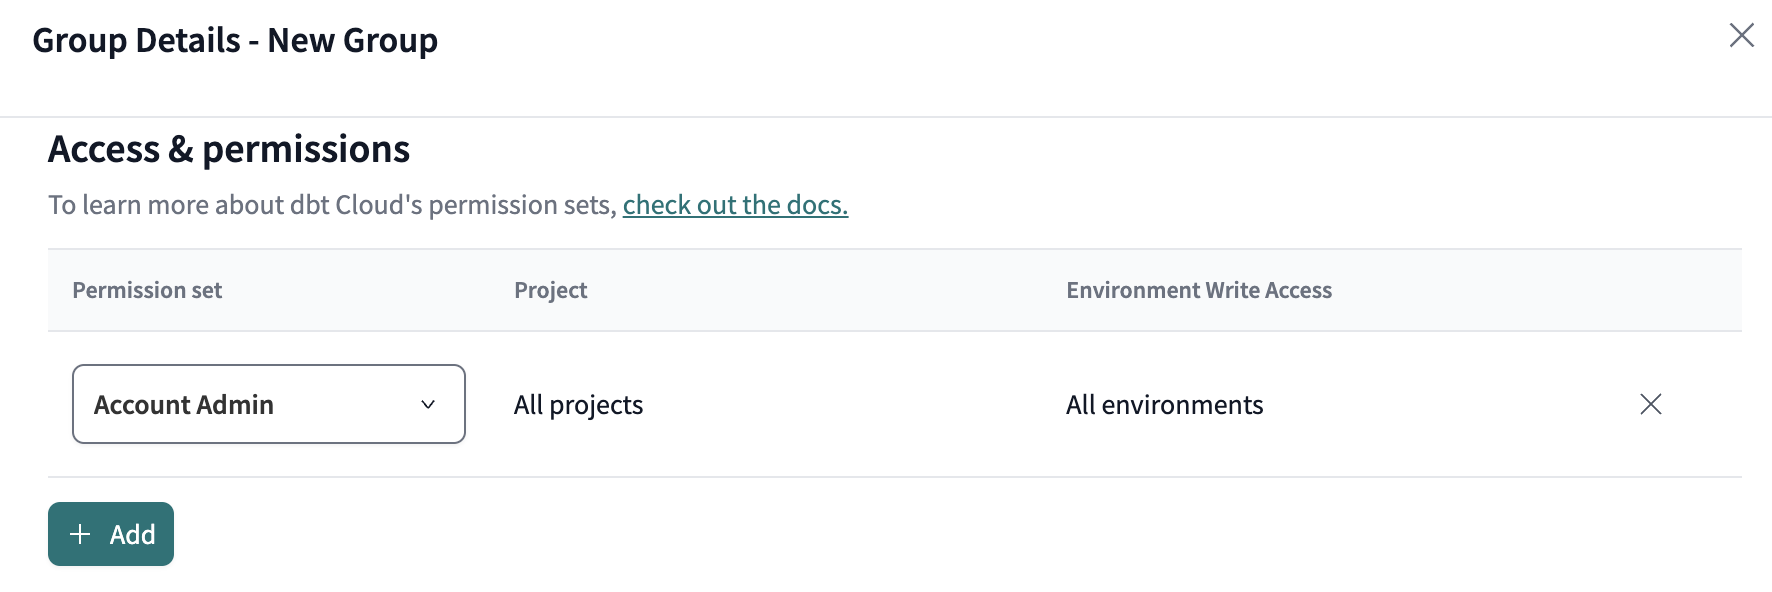 Group Details - New Group
Access & permissions
To learn more about dbt Cloud's permission sets, check out the docs.
Permission set Project Environment Write Access
Account Admin All projects All environments
Add